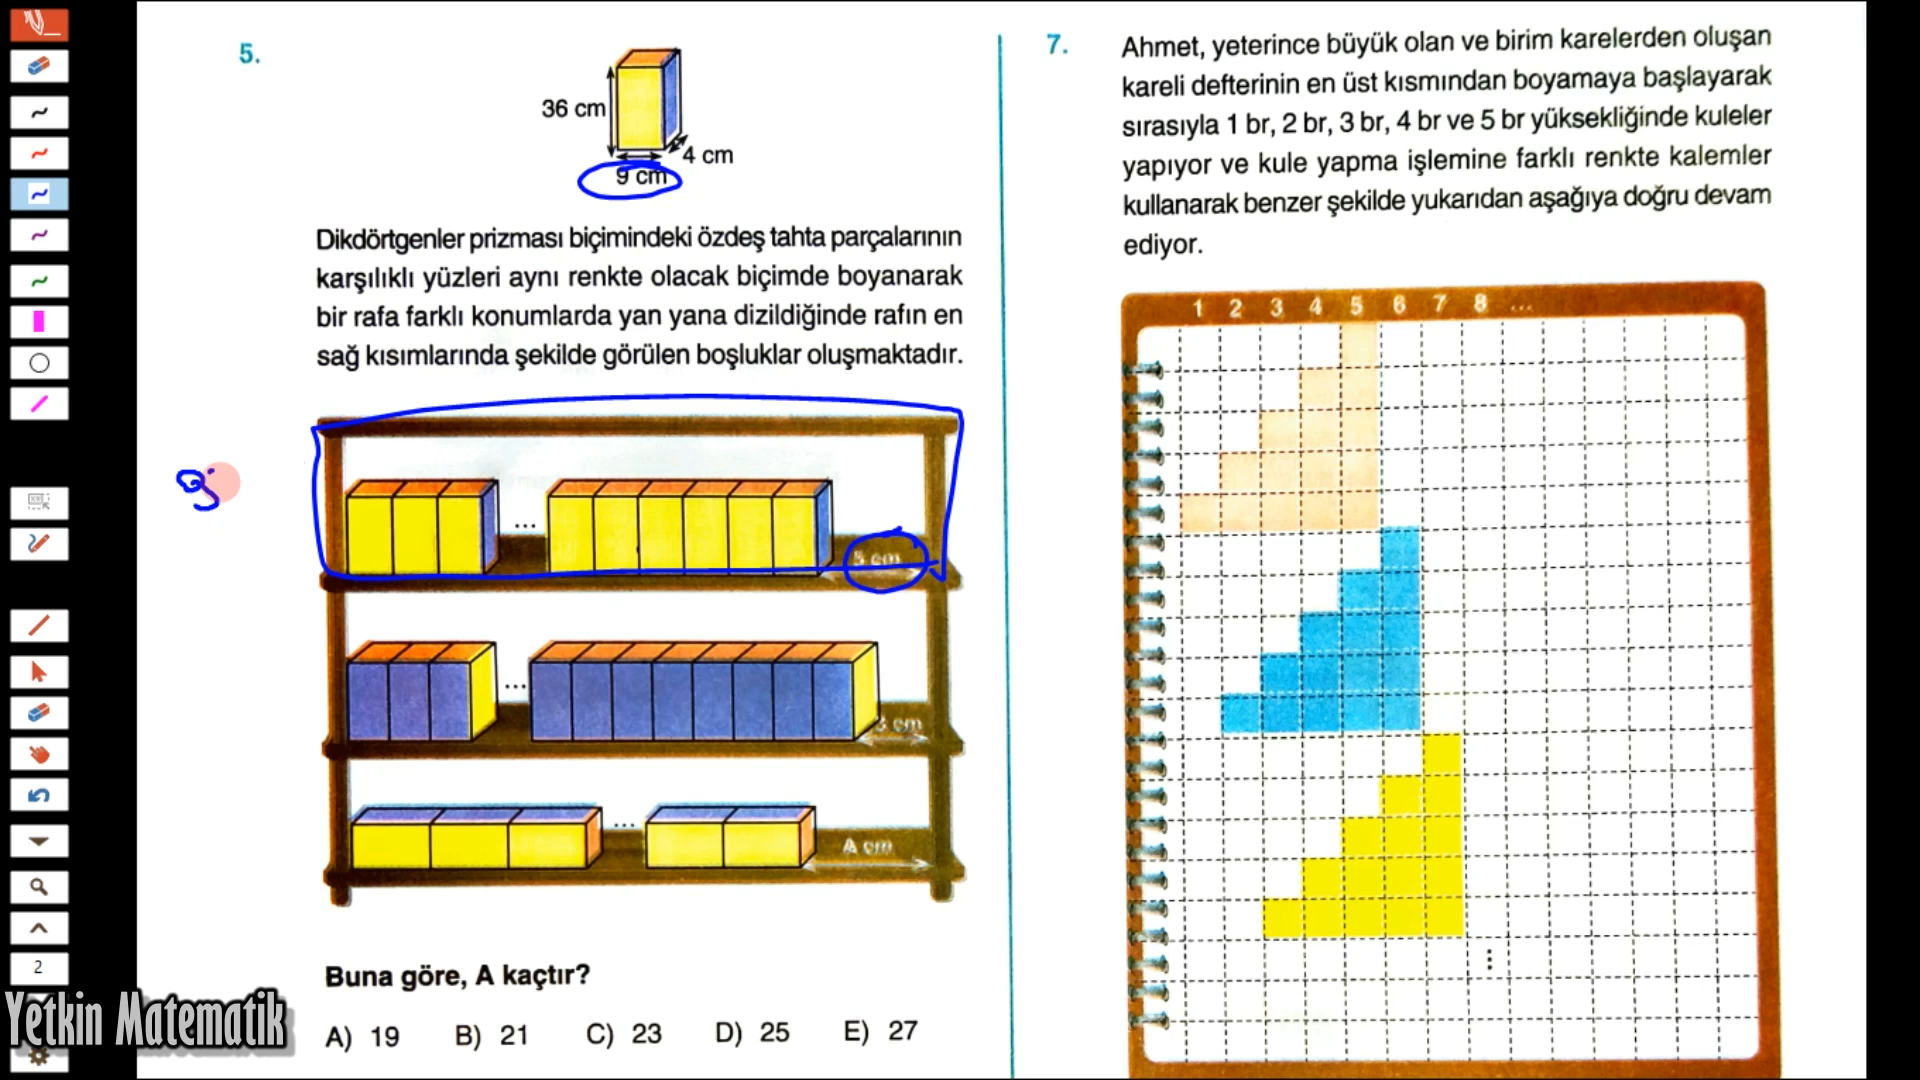 5.
36 cm
4 cm
9 cm
Dikdörtgenler prizması biçimindeki özdeş tahta parçalarının
karşılıklı yüzleri aynı renkte olacak biçimde boyanarak
bir rafa farklı konumlarda yan yana dizildiğinde rafın en
sağ kısımlarında şekilde görülen boşluklar oluşmaktadır.
...
5 cm
...
3 cm
...
A cm
Buna göre, A kaçtır?
A) 19 B) 21 C) 23 D) 25 E) 27
7.
Ahmet, yeterince büyük olan ve birim karelerden oluşan
kareli defterinin en üst kısmından boyamaya başlayarak
sırasıyla 1 br, 2 br, 3 br, 4 br ve 5 br yüksekliğinde kuleler
yapıyor ve kule yapma işlemine farklı renkte kalemler
kullanarak benzer şekilde yukarıdan aşağıya doğru devam
ediyor.
1 2 3 4 5 6 7 8 ...
2
Yetkin Matematik